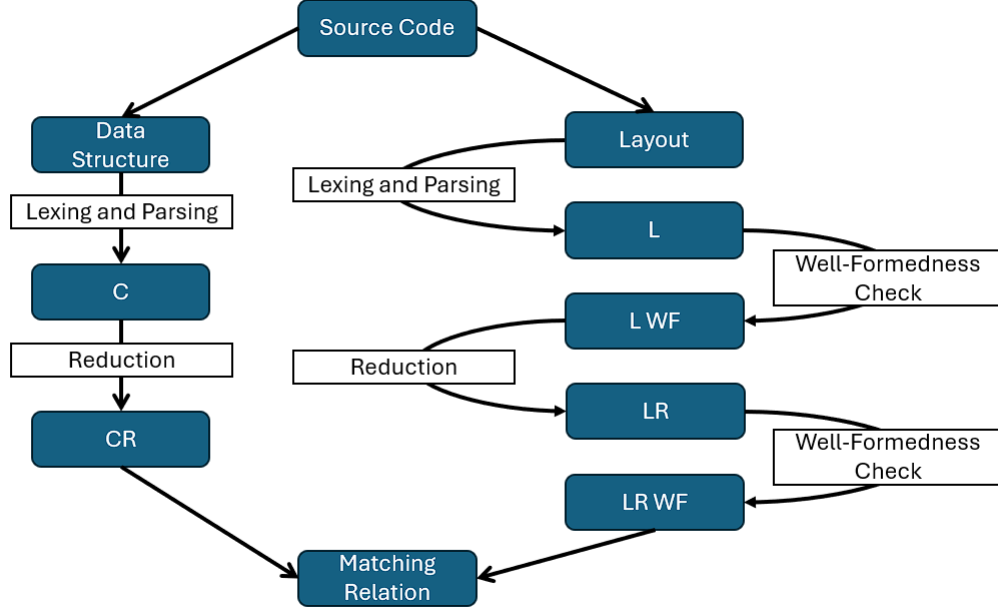 Source Code
Data
Structure
Layout
Lexing and Parsing
Lexing and Parsing
L
Well-Formedness
Check
C
L WF
Reduction
Reduction
LR
CR
Well-Formedness
Check
LR WF
Matching
Relation